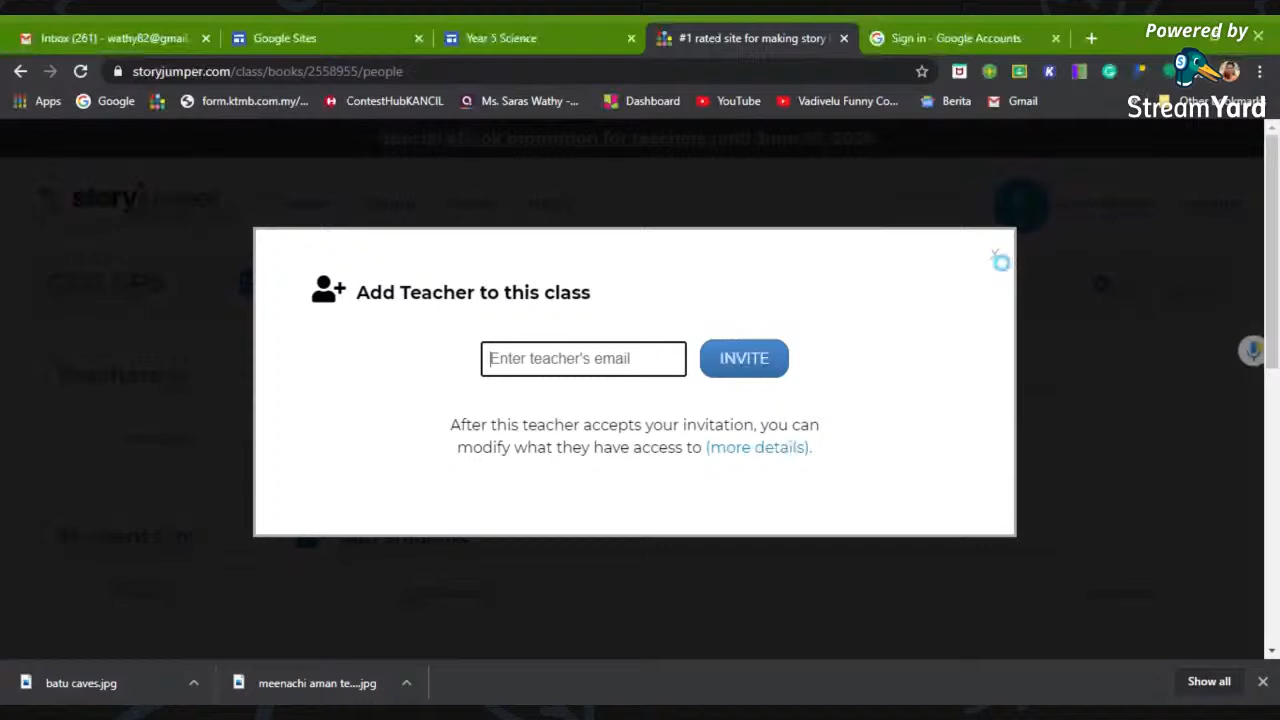 Powered by
StreamYard
Inbox (261) - wathy82@gmail.
Google Sites
Year 5 Science
#1 rated site for making story
Sign in - Google Accounts
storyjumper.com/class/books/2558955/people
Apps
Google
form.ktmb.com.my/...
ContestHubKANCIL
Ms. Saras Wathy -...
Dashboard
YouTube
Vadivelu Funny Co...
Berita
Gmail
Add Teacher to this class
Enter teacher's email
INVITE
After this teacher accepts your invitation, you can
modify what they have access to (more details).
batu caves.jpg
meenachi aman te....jpg
Show all